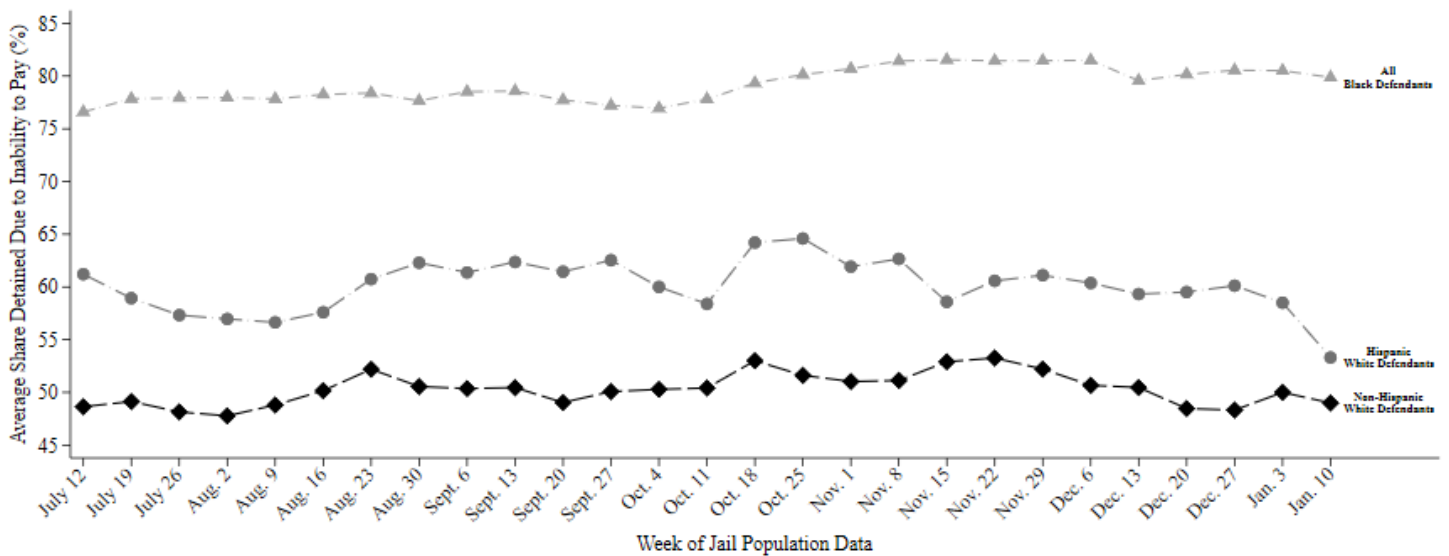 Average Share Detained Due to Inability to Pay (%)
85
80
75
70
65
60
55
50
45
All
Black Defendants
Hispanic
White Defendants
Non-Hispanic
White Defendants
July 12
July 19
July 26
Aug. 2
Aug. 9
Aug. 16
Aug. 23
Aug. 30
Sept. 6
Sept. 13
Sept. 20
Sept. 27
Oct. 4
Oct. 11
Oct. 18
Oct. 25
Nov. 1
Nov. 8
Nov. 15
Nov. 22
Nov. 29
Dec. 6
Dec. 13
Dec. 20
Dec. 27
Jan. 3
Jan. 10
Week of Jail Population Data